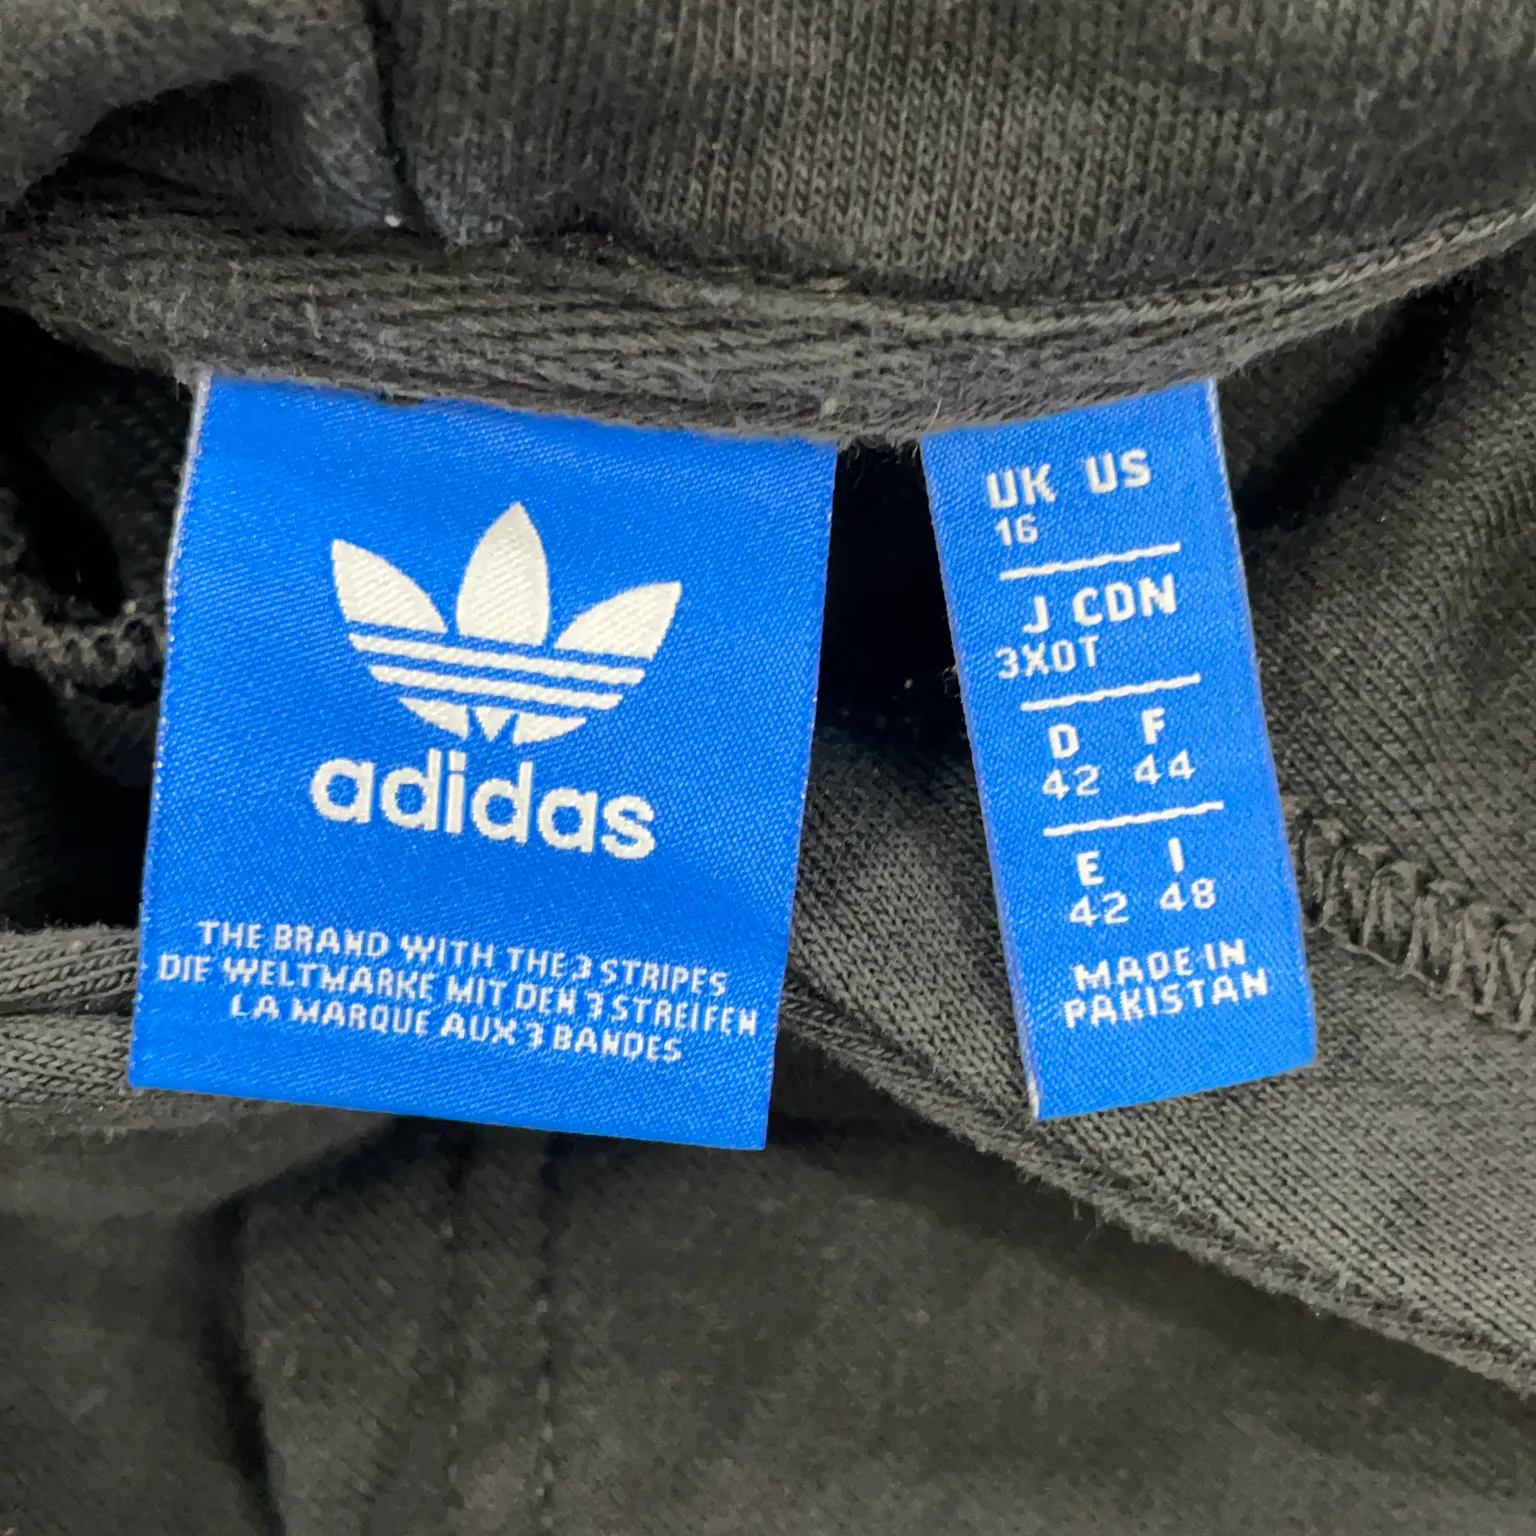 adidas
THE BRAND WITH THE 3 STRIPES
DIE WELTMARKE MIT DEN 3 STREIFEN
LA MARQUE AUX 3 BANDES
UK US
16
J CDN
3XOT
D F
42 44
E I
42 48
MADE IN
PAKISTAN